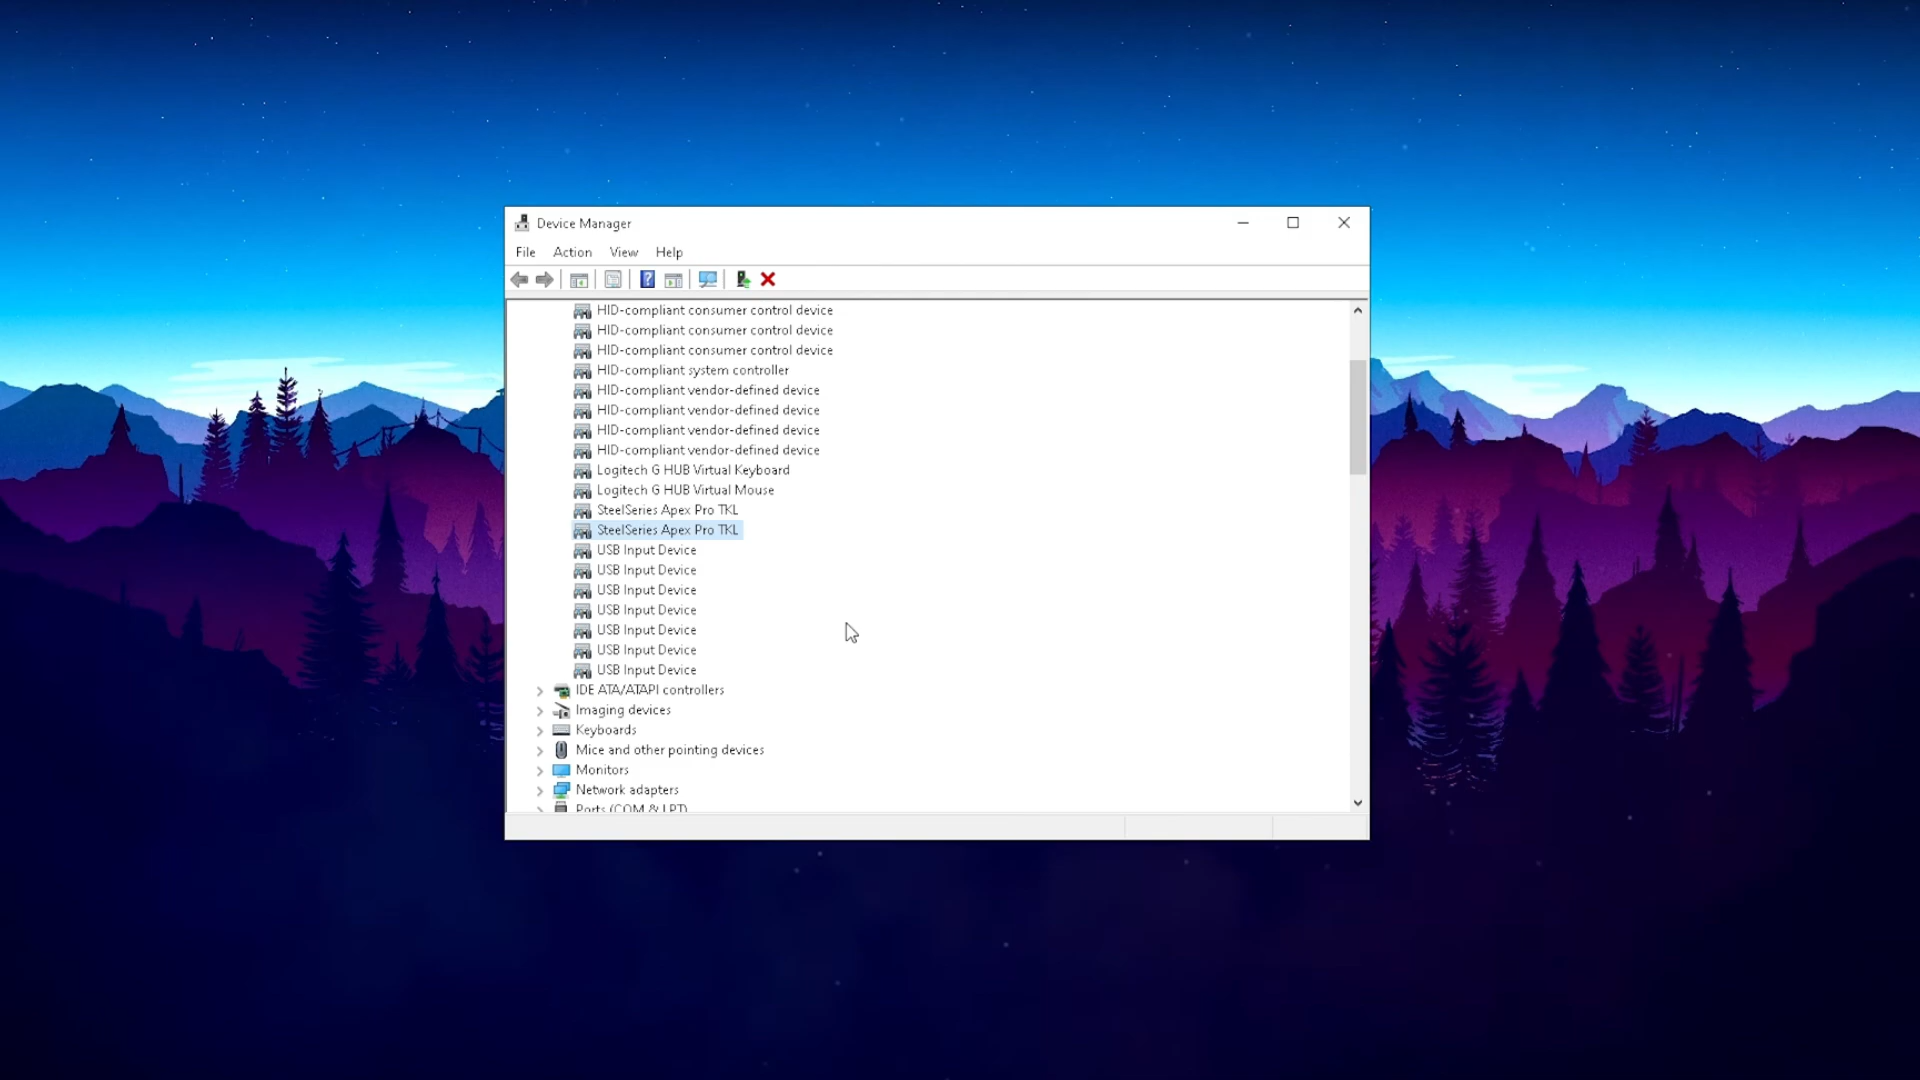 Device Manager
File Action View Help
HID-compliant consumer control device
HID-compliant consumer control device
HID-compliant consumer control device
HID-compliant system controller
HID-compliant vendor-defined device
HID-compliant vendor-defined device
HID-compliant vendor-defined device
HID-compliant vendor-defined device
Logitech G HUB Virtual Keyboard
Logitech G HUB Virtual Mouse
SteelSeries Apex Pro TKL
SteelSeries Apex Pro TKL
USB Input Device
USB Input Device
USB Input Device
USB Input Device
USB Input Device
USB Input Device
USB Input Device
IDE ATA/ATAPI controllers
Imaging devices
Keyboards
Mice and other pointing devices
Monitors
Network adapters
Ports (COM & LPT)